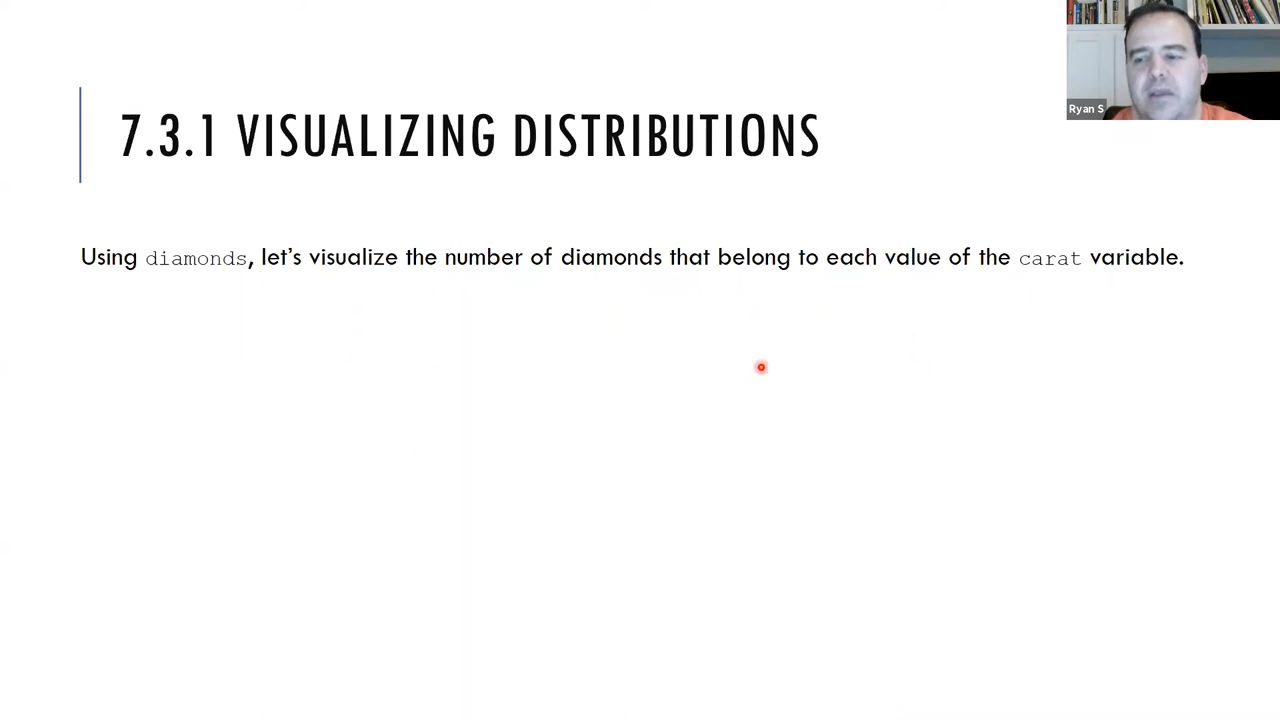 Ryan S
7.3.1 VISUALIZING DISTRIBUTIONS
Using diamonds, let’s visualize the number of diamonds that belong to each value of the carat variable.